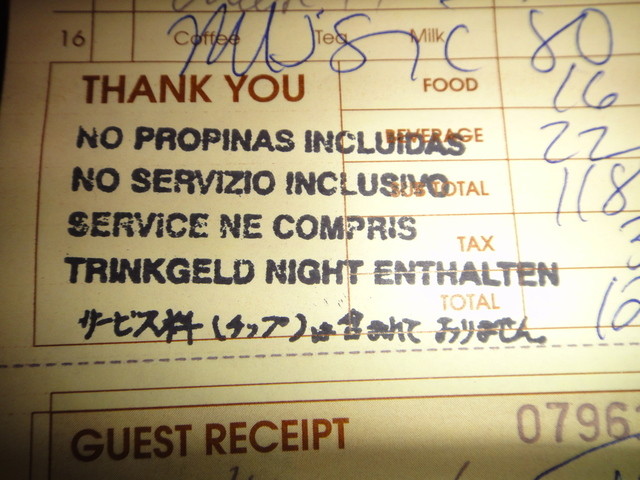 16 Coffee Tea Milk
music 80
THANK YOU
FOOD 16
NO PROPINAS INCLUIDAS
BEVERAGE 22
NO SERVIZIO INCLUSIVO
SUBTOTAL 118
SERVICE NE COMPRIS
TAX
TRINKGELD NIGHT ENTHALTEN
TOTAL
サービス料(チップ)は含まれて おりません。
GUEST RECEIPT 0796